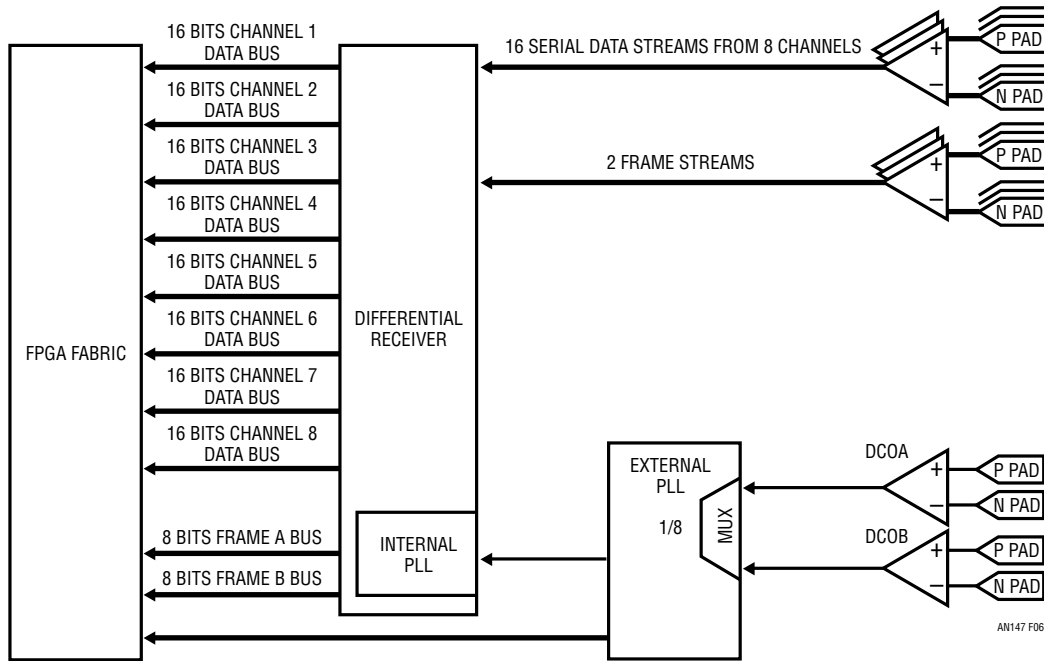 16 BITS CHANNEL 1
DATA BUS
16 BITS CHANNEL 2
DATA BUS
16 BITS CHANNEL 3
DATA BUS
16 BITS CHANNEL 4
DATA BUS
16 BITS CHANNEL 5
DATA BUS
16 BITS CHANNEL 6
DATA BUS
16 BITS CHANNEL 7
DATA BUS
16 BITS CHANNEL 8
DATA BUS
8 BITS FRAME A BUS
8 BITS FRAME B BUS
FPGA FABRIC
DIFFERENTIAL
RECEIVER
INTERNAL
PLL
16 SERIAL DATA STREAMS FROM 8 CHANNELS
+
−
P PAD
N PAD
2 FRAME STREAMS
+
−
P PAD
N PAD
EXTERNAL
PLL
1/8
MUX
DCOA
+
−
P PAD
N PAD
DCOB
+
−
P PAD
N PAD
AN147 F06